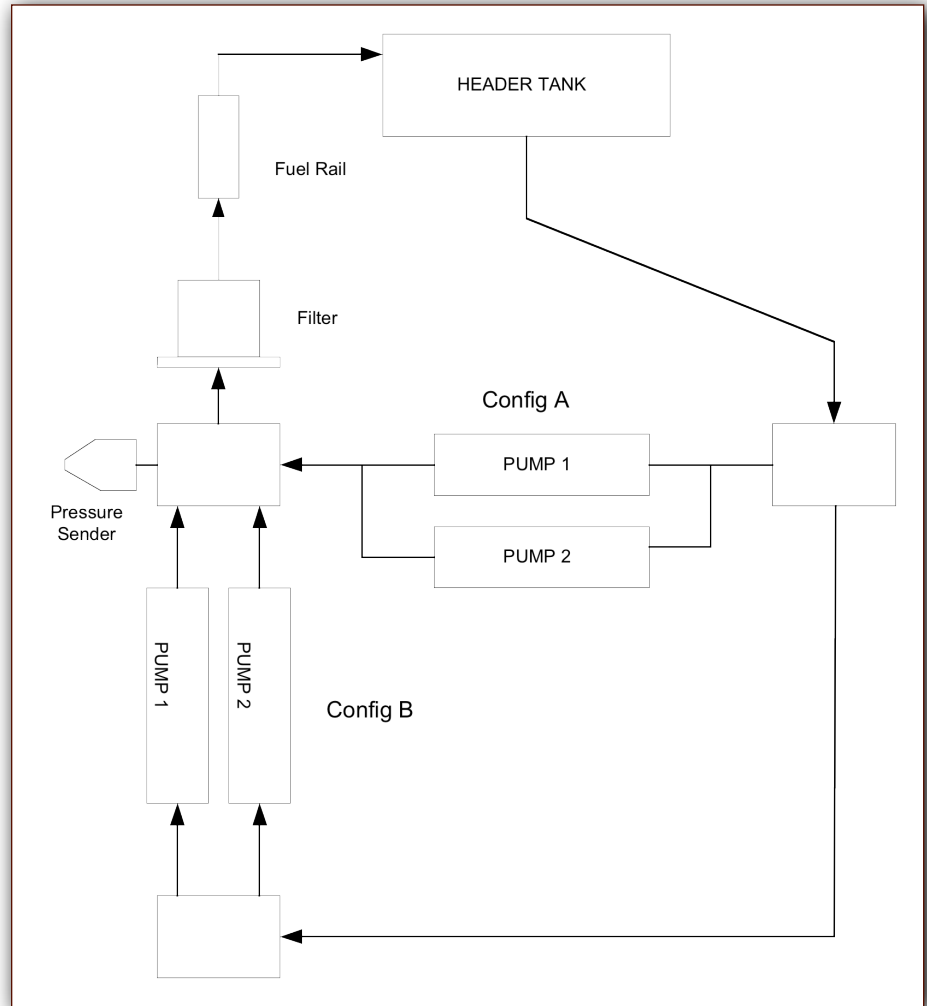 HEADER TANK
Fuel Rail
Filter
Config A
PUMP 1
Pressure
Sender
PUMP 2
PUMP 1
PUMP 2
Config B